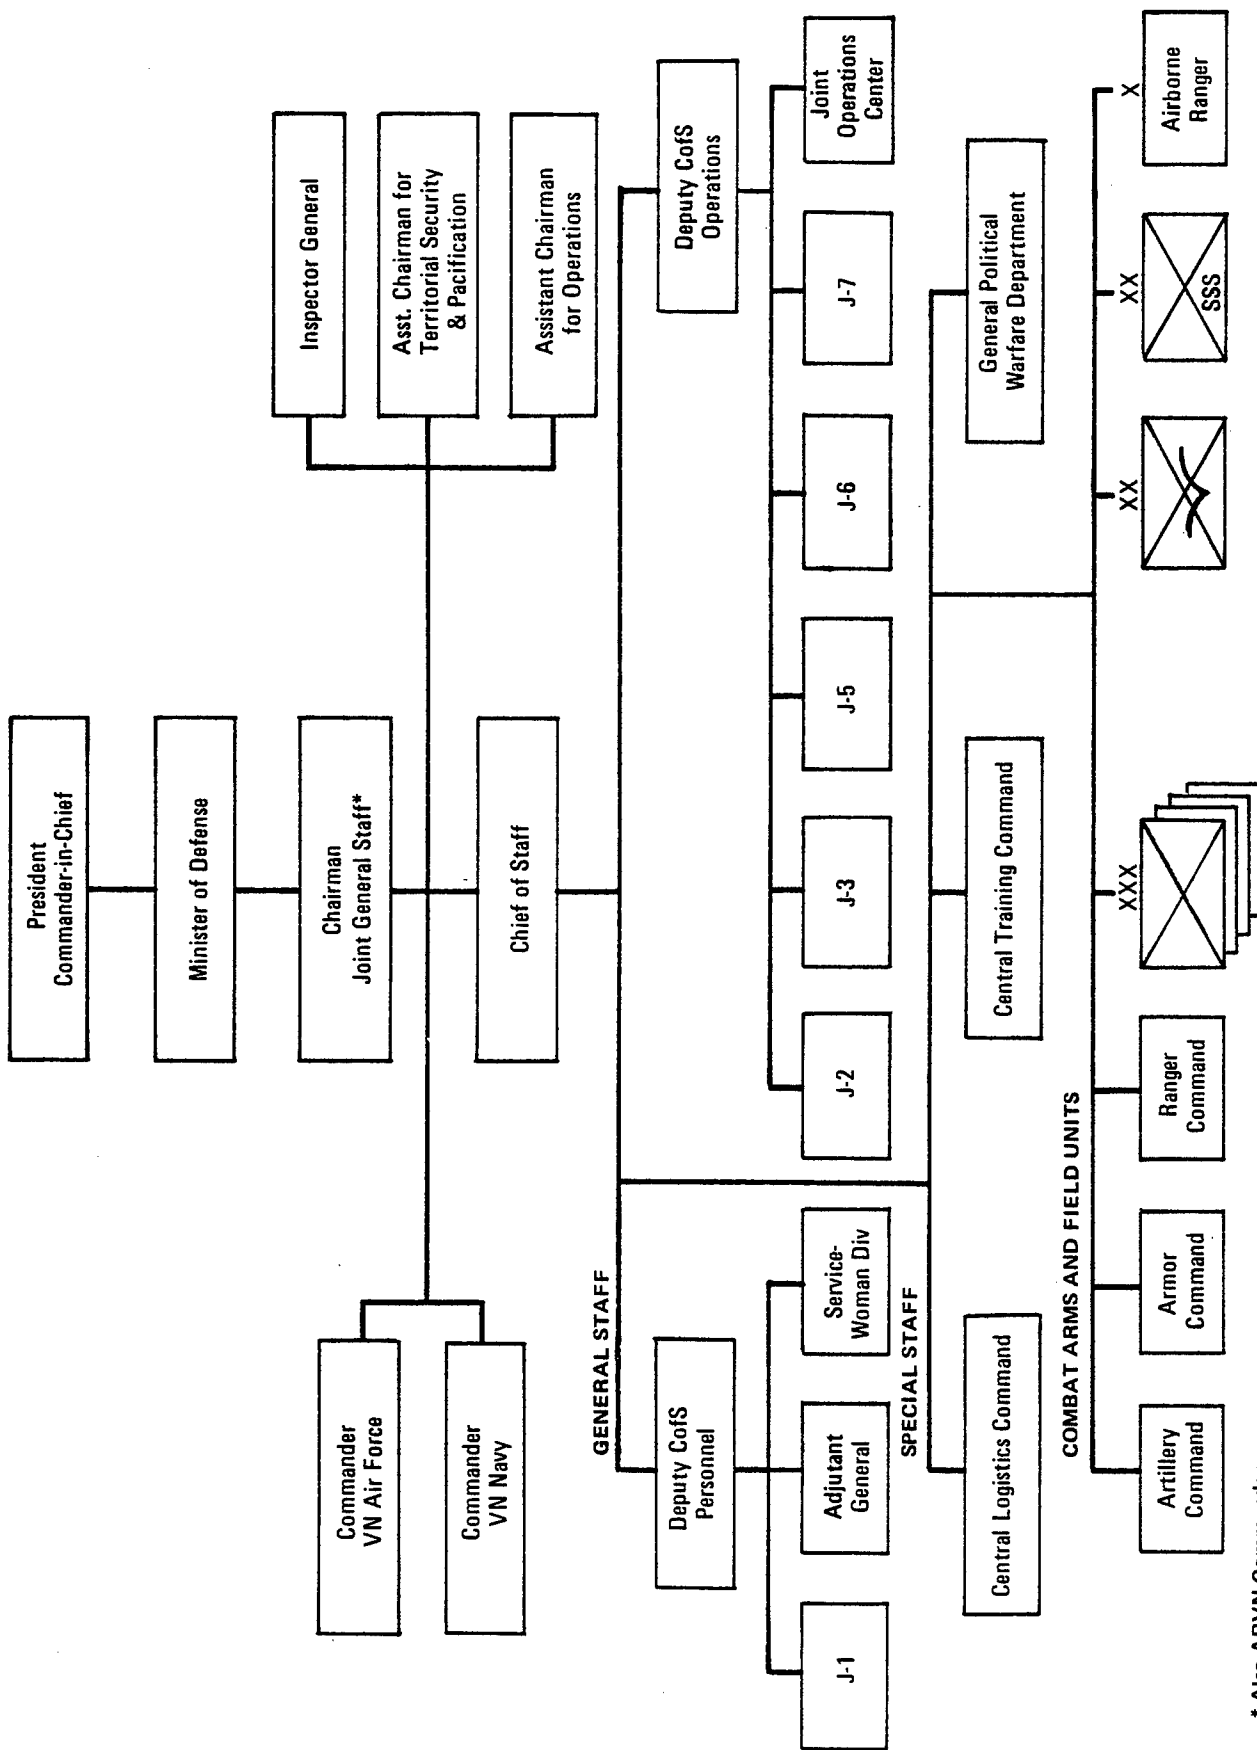 President
Commander-in-Chief
Minister of Defense
Chairman
Joint General Staff*
Inspector General
Asst. Chairman for
Territorial Security
& Pacification
Assistant Chairman
for Operations
Commander
VN Air Force
Commander
VN Navy
Chief of Staff
GENERAL STAFF
Deputy CofS
Personnel
Deputy CofS
Operations
J-1
Adjutant
General
Service-
Woman Div
J-2
J-3
J-5
J-6
J-7
Joint
Operations
Center
SPECIAL STAFF
Central Logistics Command
Central Training Command
General Political
Warfare Department
COMBAT ARMS AND FIELD UNITS
Artillery
Command
Armor
Command
Ranger
Command
XXX
XX
XX
SSS
X
Airborne
Ranger
* Also ARVN